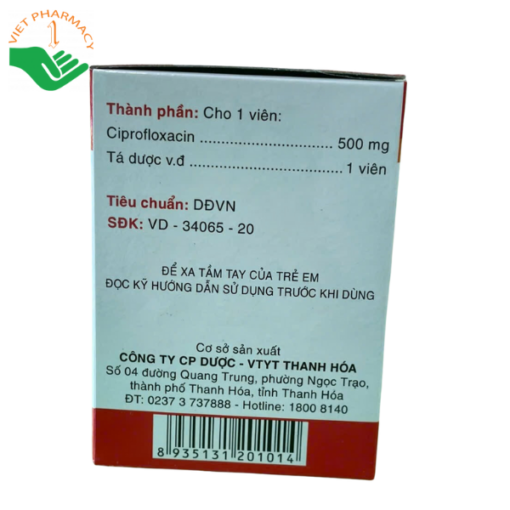 VIET PHARMACY
1
Thành phần: Cho 1 viên:
Ciprofloxacin ........................ 500 mg
Tá dược v.đ ............................ 1 viên
Tiêu chuẩn: DĐVN
SĐK: VD - 34065 - 20
ĐỂ XA TẦM TAY CỦA TRẺ EM
ĐỌC KỸ HƯỚNG DẪN SỬ DỤNG TRƯỚC KHI DÙNG
Cơ sở sản xuất
CÔNG TY CP DƯỢC - VTYT THANH HÓA
Số 04 đường Quang Trung, phường Ngọc Trạo,
thành phố Thanh Hóa, tỉnh Thanh Hóa
ĐT: 0237 3 737888 - Hotline: 1800 8140
8 935131 201014